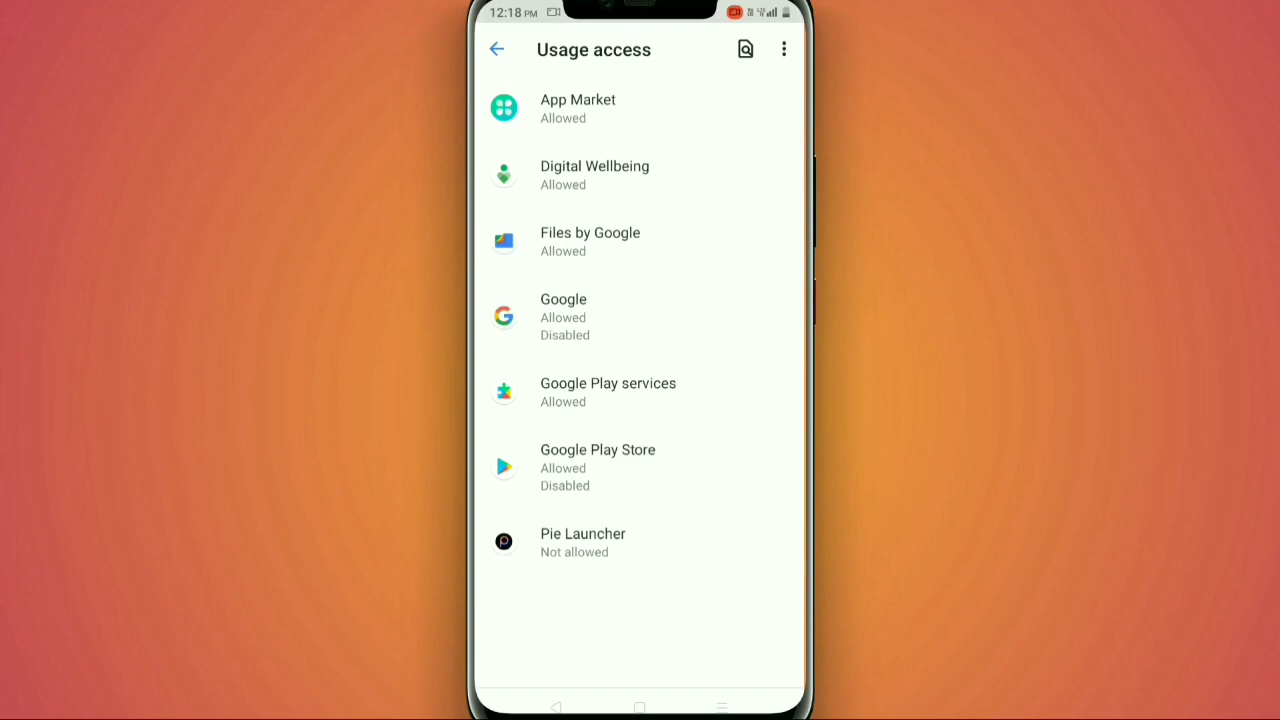 12:18 PM
Usage access
App Market
Allowed
Digital Wellbeing
Allowed
Files by Google
Allowed
Google
Allowed
Disabled
Google Play services
Allowed
Google Play Store
Allowed
Disabled
Pie Launcher
Not allowed